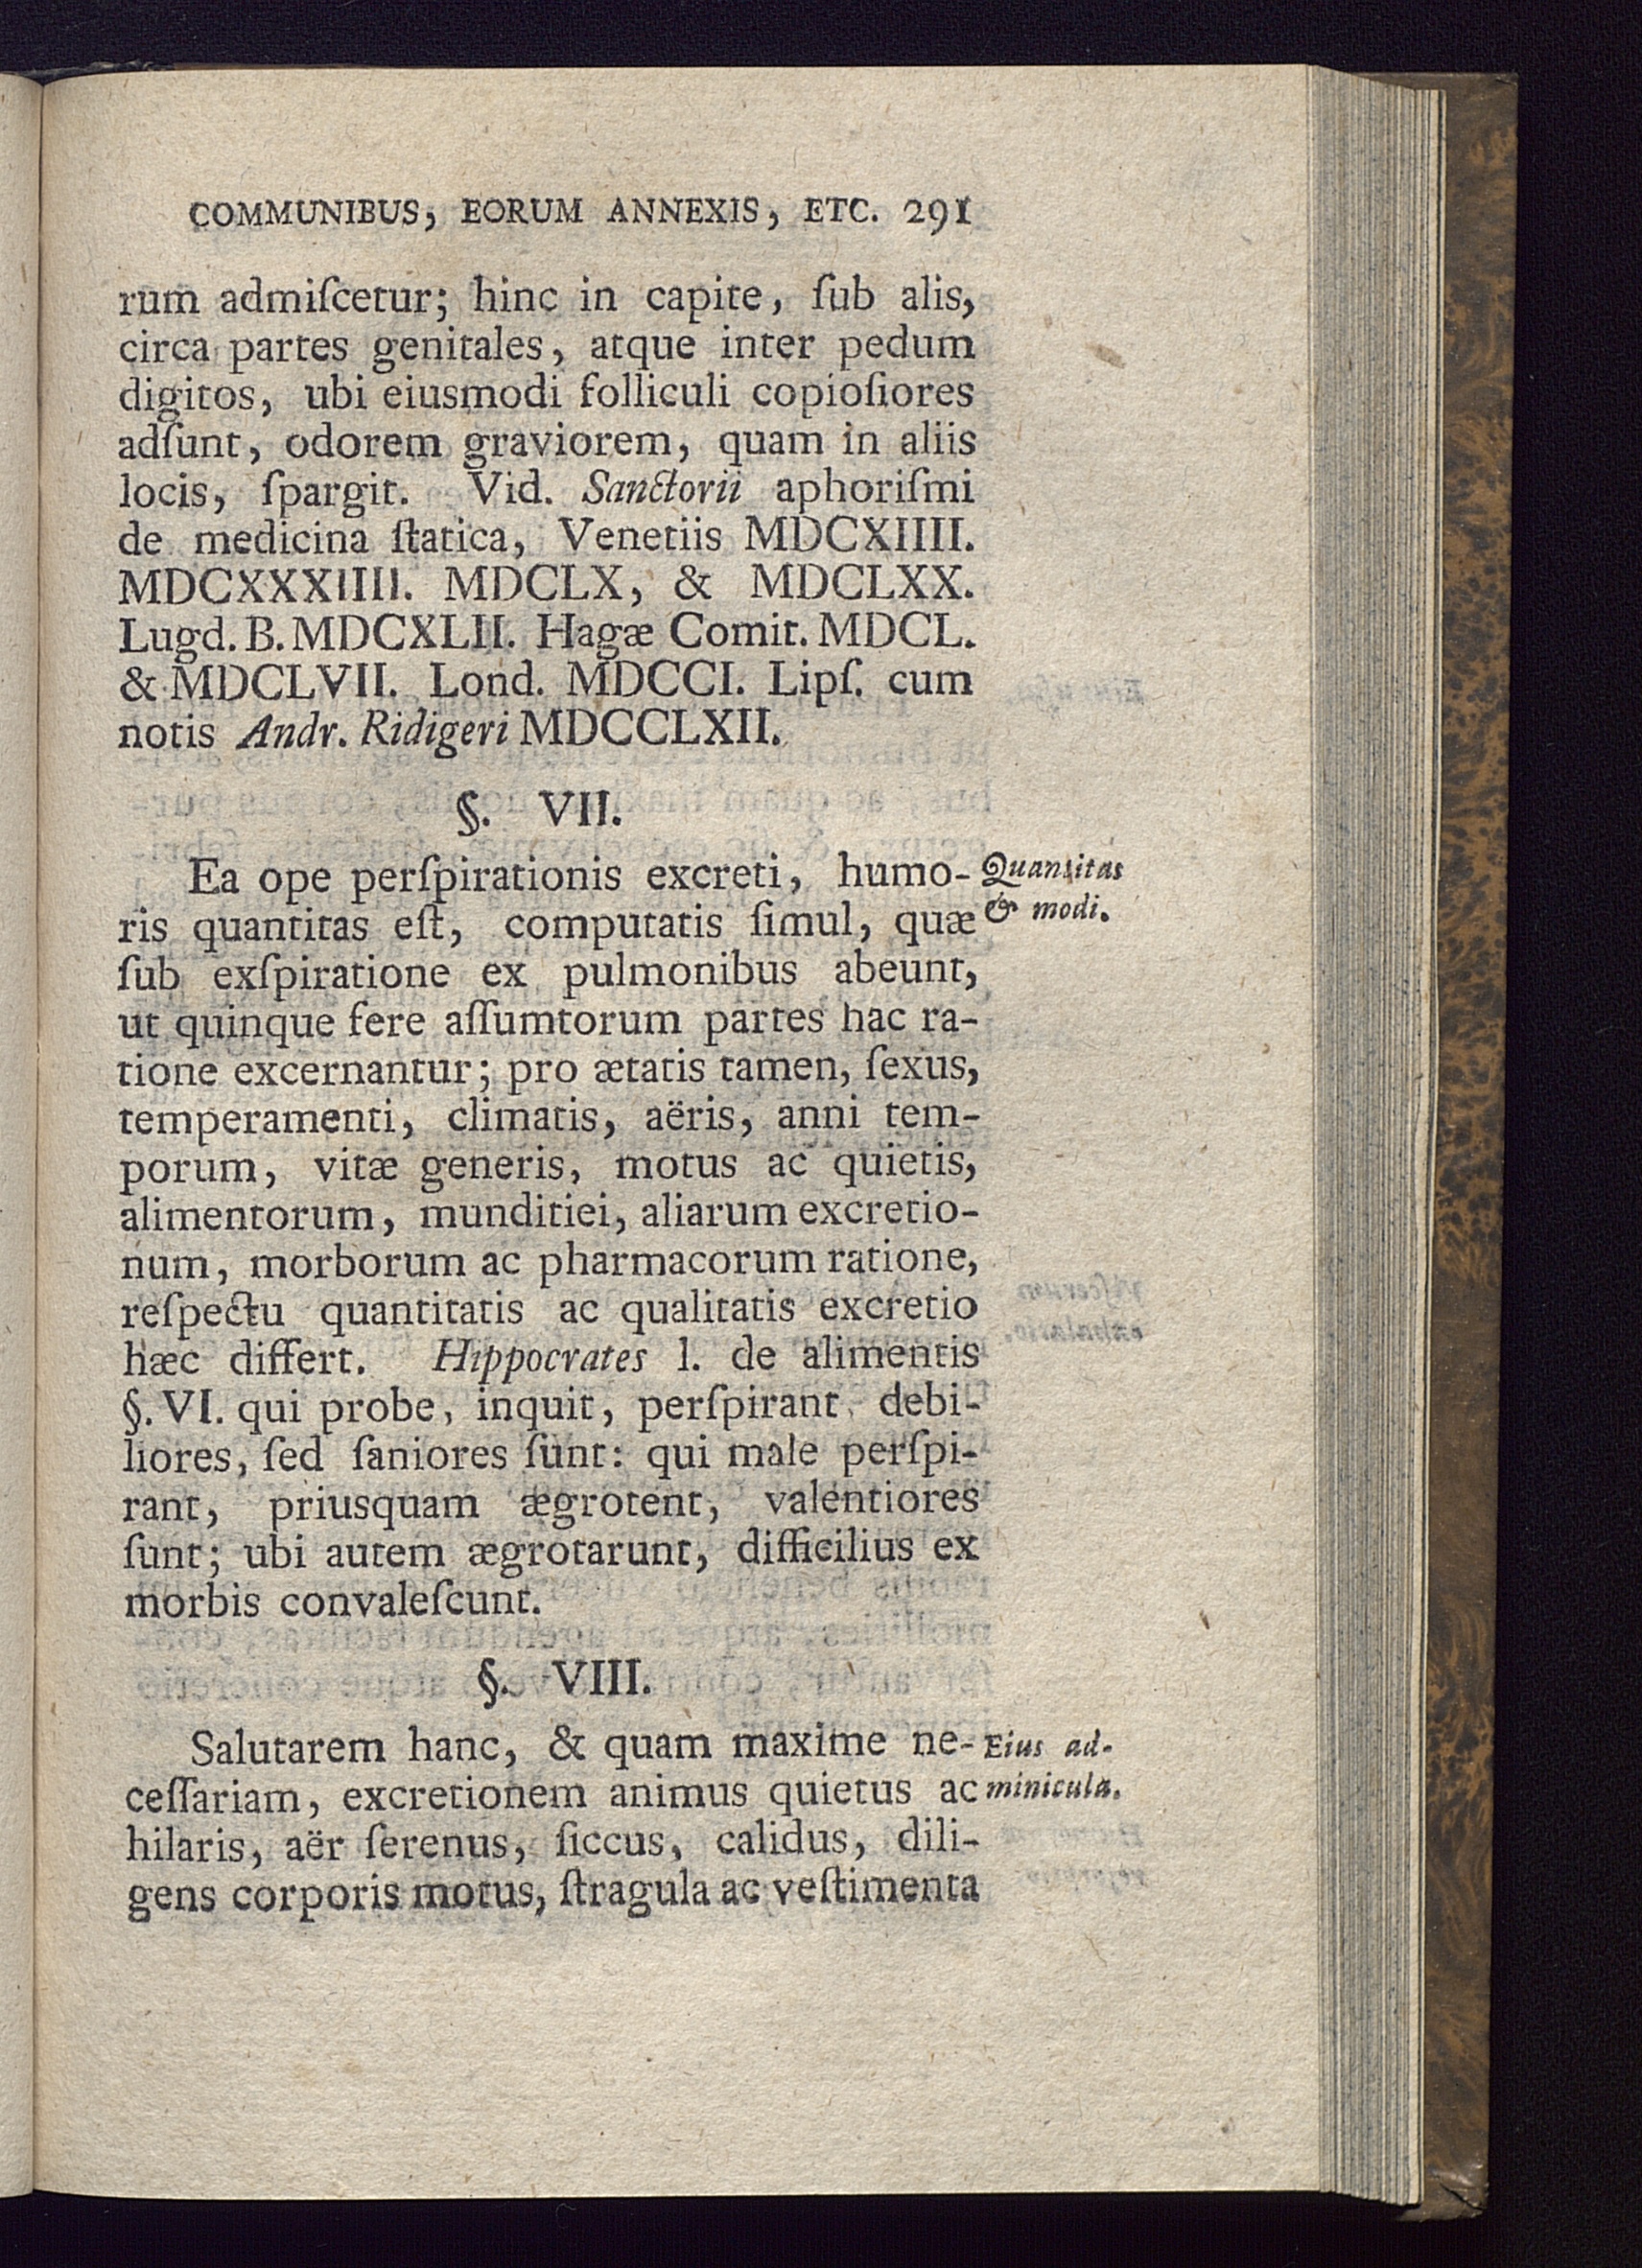 COMMUNIBUS, EORUM ANNEXIS, ETC. 291
rum admiſcetur; hinc in capite, ſub alis,
circa partes genitales, atque inter pedum
digitos, ubi eiusmodi folliculi copioſiores
adſunt, odorem graviorem, quam in aliis
locis, ſpargit. Vid. Sanctorii aphoriſmi
de medicina ſtatica, Venetiis MDCXIIII.
MDCXXXIIII. MDCLX, & MDCLXX.
Lugd. B. MDCXLII. Hagæ Comit. MDCL.
& MDCLVII. Lond. MDCCI. Lipſ. cum
notis Andr. Ridigeri MDCCLXII.
§. VII.
Ea ope perſpirationis excreti, humo-
Quantitas
& modi.
ris quantitas eſt, computatis ſimul, quæ
ſub exſpiratione ex pulmonibus abeunt,
ut quinque fere aſſumtorum partes hac ra-
tione excernantur; pro ætatis tamen, ſexus,
temperamenti, climatis, aëris, anni tem-
porum, vitæ generis, motus ac quietis,
alimentorum, munditiei, aliarum excretio-
num, morborum ac pharmacorum ratione,
reſpectu quantitatis ac qualitatis excretio
hæc differt. Hippocrates l. de alimentis
§. VI. qui probe, inquit, perſpirant, debi-
liores, ſed ſaniores ſunt: qui male perſpi-
rant, priusquam ægrotent, valentiores
ſunt; ubi autem ægrotarunt, difficilius ex
morbis convaleſcunt.
§. VIII.
Salutarem hanc, & quam maxime ne-
Eius ad-
minicula.
ceſſariam, excretionem animus quietus ac
hilaris, aër ſerenus, ſiccus, calidus, dili-
gens corporis motus, ſtragula ac veſtimenta